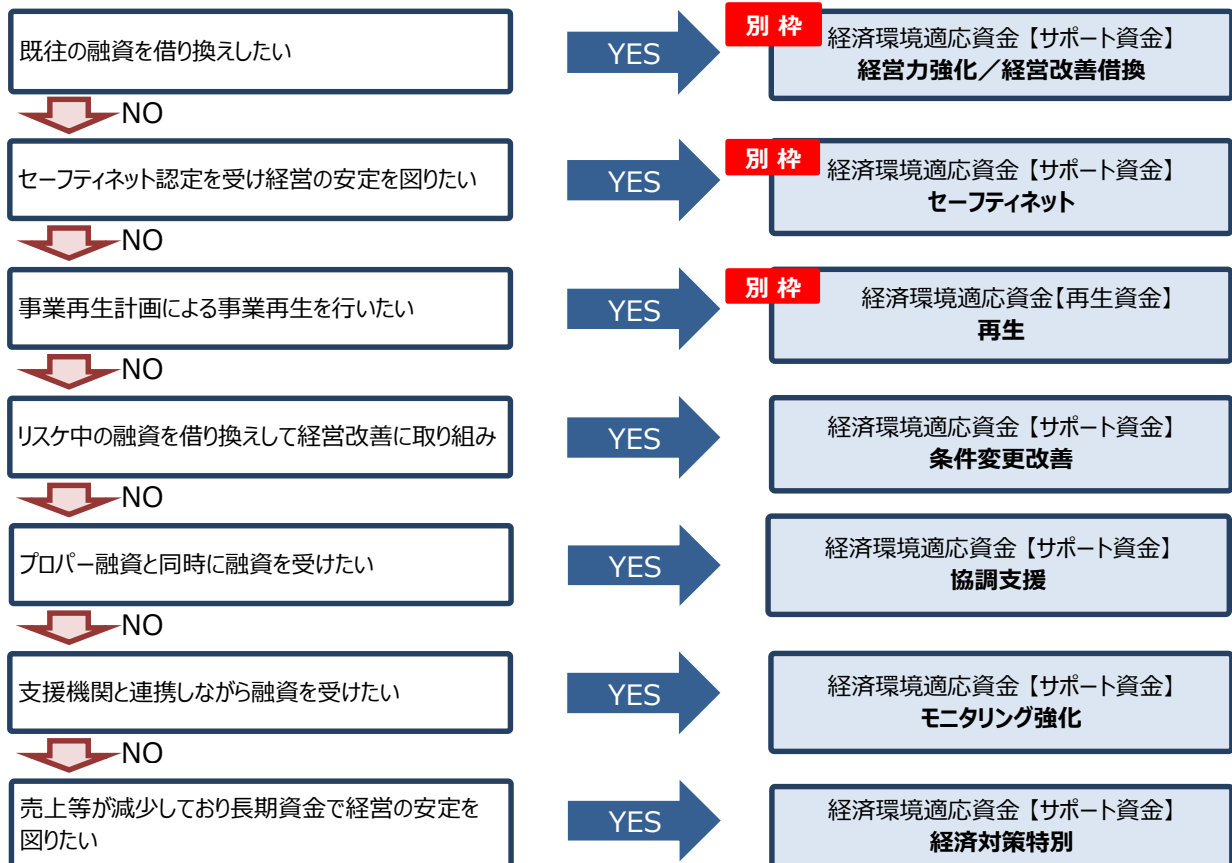 既往の融資を借り換えしたい
YES
別 枠
経済環境適応資金【サポート資金】
経営力強化／経営改善借換
NO
セーフティネット認定を受け経営の安定を図りたい
YES
別 枠
経済環境適応資金【サポート資金】
セーフティネット
NO
事業再生計画による事業再生を行いたい
YES
別 枠
経済環境適応資金【再生資金】
再生
NO
リスケ中の融資を借り換えして経営改善に取り組み
YES
経済環境適応資金【サポート資金】
条件変更改善
NO
プロパー融資と同時に融資を受けたい
YES
経済環境適応資金【サポート資金】
協調支援
NO
支援機関と連携しながら融資を受けたい
YES
経済環境適応資金【サポート資金】
モニタリング強化
NO
売上等が減少しており長期資金で経営の安定を
図りたい
YES
経済環境適応資金【サポート資金】
経済対策特別